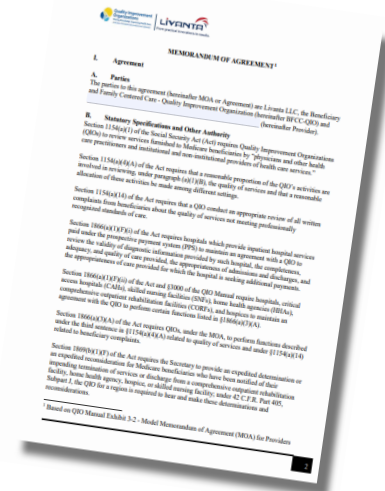 Quality Improvement
Organizations
LIVANTA
MEMORANDUM OF AGREEMENT¹
I. Agreement
A. Parties
The parties to this agreement (hereinafter MOA or Agreement) are Livanta LLC, the Beneficiary
and Family Centered Care - Quality Improvement Organization (hereinafter BFCC-QIO) and
(hereinafter Provider).
B. Statutory Specifications and Other Authority
Section 1154(a)(1) of the Social Security Act (Act) requires Quality Improvement Organizations
(QIOs) to review services furnished to Medicare beneficiaries by "physicians and other health
care practitioners and institutional and non-institutional providers of health care services."
Section 1154(a)(4)(A) of the Act requires that a reasonable proportion of the QIO's activities are
involved in reviewing, under paragraph (a)(1)(B), the quality of services and that a reasonable
allocation of those activities be made among different settings.
Section 1154(a)(14) of the Act requires that a QIO conduct an appropriate review of all written
complaints from beneficiaries about the quality of services not meeting professionally
recognized standards of care.
Section 1866(a)(1)(F)(i) of the Act requires hospitals which provide inpatient hospital services
paid under the prospective payment system (PPS) to maintain an agreement with a QIO to
review the validity of diagnostic information provided by such hospital, the completeness,
adequacy, and quality of care provided, the appropriateness of admissions and discharges, and
the appropriateness of care provided for which the hospital is seeking additional payments.
Section 1866(a)(1)(F)(ii) of the Act and §3000 of the QIO Manual require hospitals, critical
access hospitals (CAHs), skilled nursing facilities (SNFs), home health agencies (HHAs),
comprehensive outpatient rehabilitation facilities (CORFs), and hospices to maintain an
agreement with the QIO to perform certain functions listed in §1866(a)(3)(A).
Section 1866(a)(3)(A) of the Act requires QIOs, under the MOA, to perform functions described
under the third sentence in §1154(a)(4)(A) related to quality of services and under §1154(a)(14)
related to beneficiary complaints.
Section 1869(b)(1)(F) of the Act requires the Secretary to provide an expedited determination or
an expedited reconsideration for Medicare beneficiaries who have been notified of their
impending termination of services or discharge from a comprehensive outpatient rehabilitation
facility, home health agency, hospice, or skilled nursing facility; under 42 C.F.R. Part 405,
Subpart J, the QIO for a region is required to hear and make these determinations and
reconsiderations.
¹ Based on QIO Manual Exhibit 3-2 - Model Memorandum of Agreement (MOA) for Providers
2